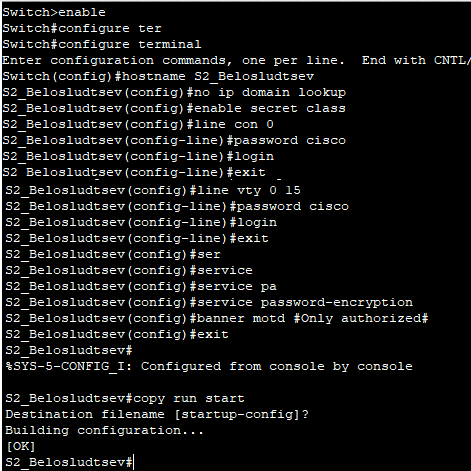 Switch>enable
Switch#configure ter
Switch#configure terminal
Enter configuration commands, one per line.  End with CNTL/
Switch(config)#hostname S2_Belosludtsev
S2_Belosludtsev(config)#no ip domain lookup
S2_Belosludtsev(config)#enable secret class
S2_Belosludtsev(config)#line con 0
S2_Belosludtsev(config-line)#password cisco
S2_Belosludtsev(config-line)#login
S2_Belosludtsev(config-line)#exit
S2_Belosludtsev(config)#line vty 0 15
S2_Belosludtsev(config-line)#password cisco
S2_Belosludtsev(config-line)#login
S2_Belosludtsev(config-line)#exit
S2_Belosludtsev(config)#ser
S2_Belosludtsev(config)#service
S2_Belosludtsev(config)#service pa
S2_Belosludtsev(config)#service password-encryption
S2_Belosludtsev(config)#banner motd #Only authorized#
S2_Belosludtsev(config)#exit
S2_Belosludtsev#
%SYS-5-CONFIG_I: Configured from console by console
S2_Belosludtsev#copy run start
Destination filename [startup-config]?
Building configuration...
[OK]
S2_Belosludtsev#